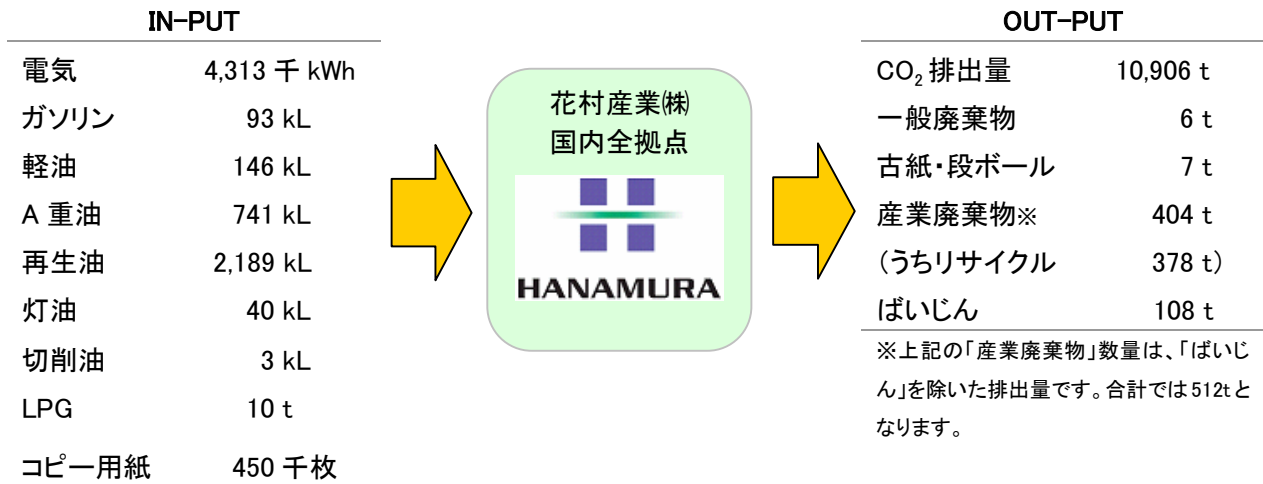 IN-PUT
電気 4,313 千 kWh
ガソリン 93 kL
軽油 146 kL
A 重油 741 kL
再生油 2,189 kL
灯油 40 kL
切削油 3 kL
LPG 10 t
コピー用紙 450 千枚
花村産業㈱
国内全拠点
HANAMURA
OUT-PUT
CO₂ 排出量 10,906 t
一般廃棄物 6 t
古紙・段ボール 7 t
産業廃棄物※ 404 t
(うちリサイクル 378 t)
ばいじん 108 t
※上記の「産業廃棄物」数量は、「ばいじ
ん」を除いた排出量です。合計では 512t と
なります。